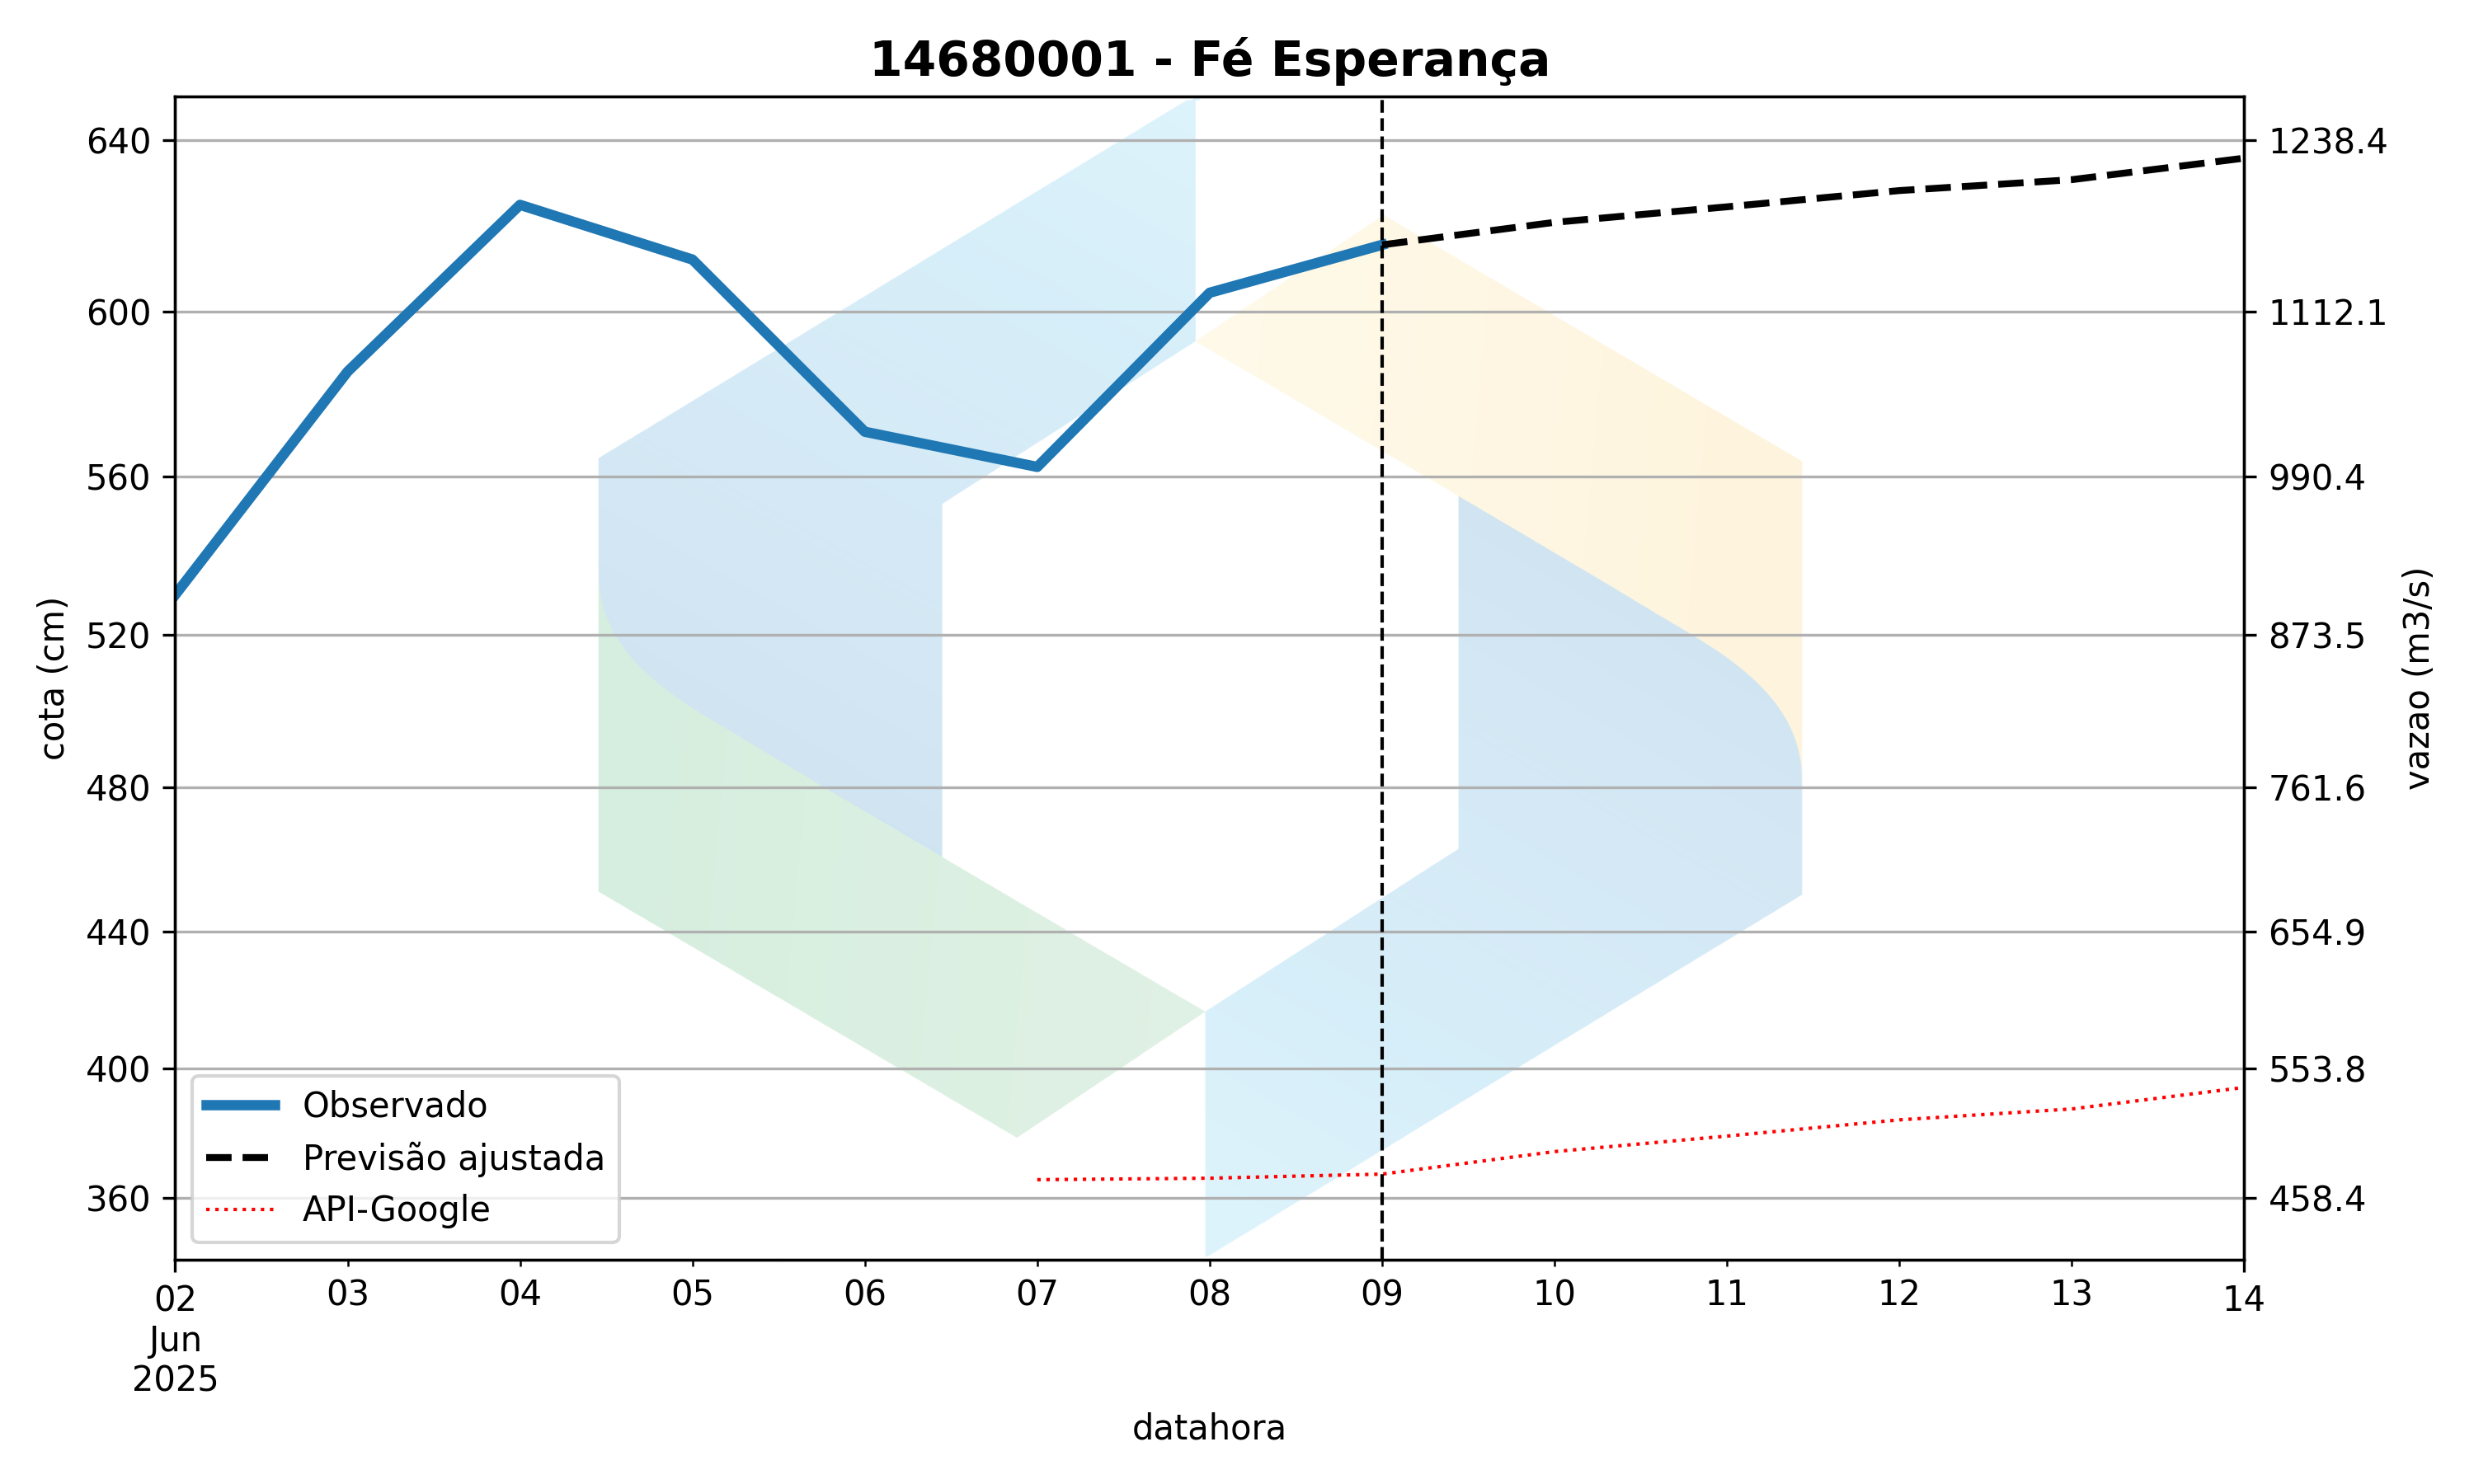 14680001 - Fé Esperança
640
600
560
520
480
440
400
360
cota (cm)
1238.4
1112.1
990.4
873.5
761.6
654.9
553.8
458.4
vazao (m3/s)
Observado
Previsão ajustada
API-Google
02 03 04 05 06 07 08 09 10 11 12 13 14
Jun
2025
datahora